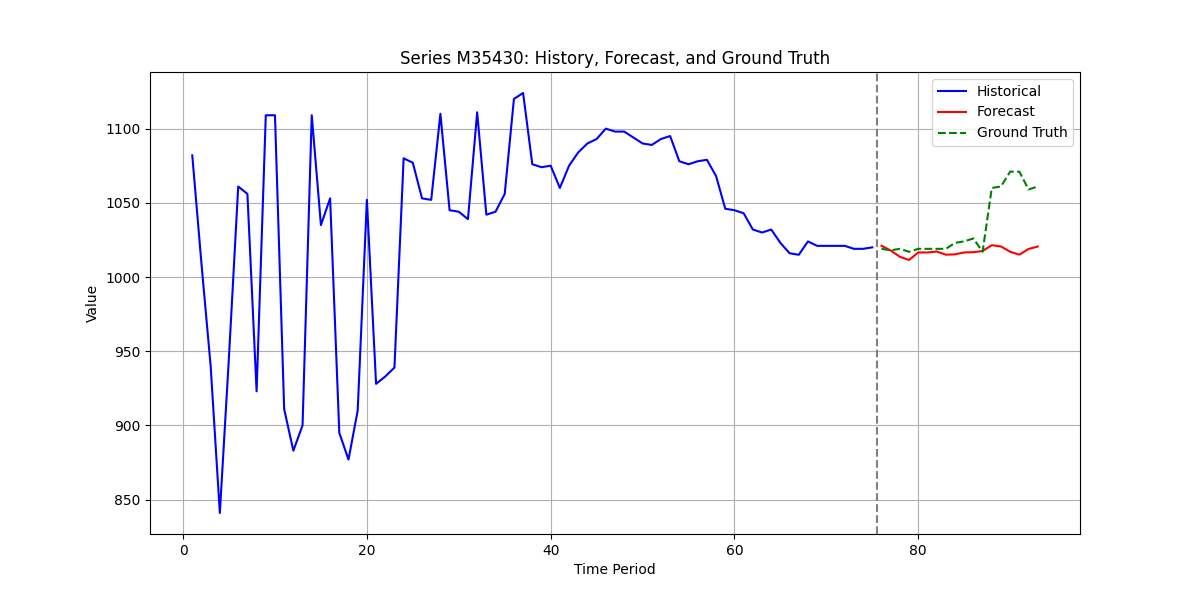 Series M35430: History, Forecast, and Ground Truth
Historical
Forecast
Ground Truth
Value
1100
1050
1000
950
900
850
0 20 40 60 80
Time Period